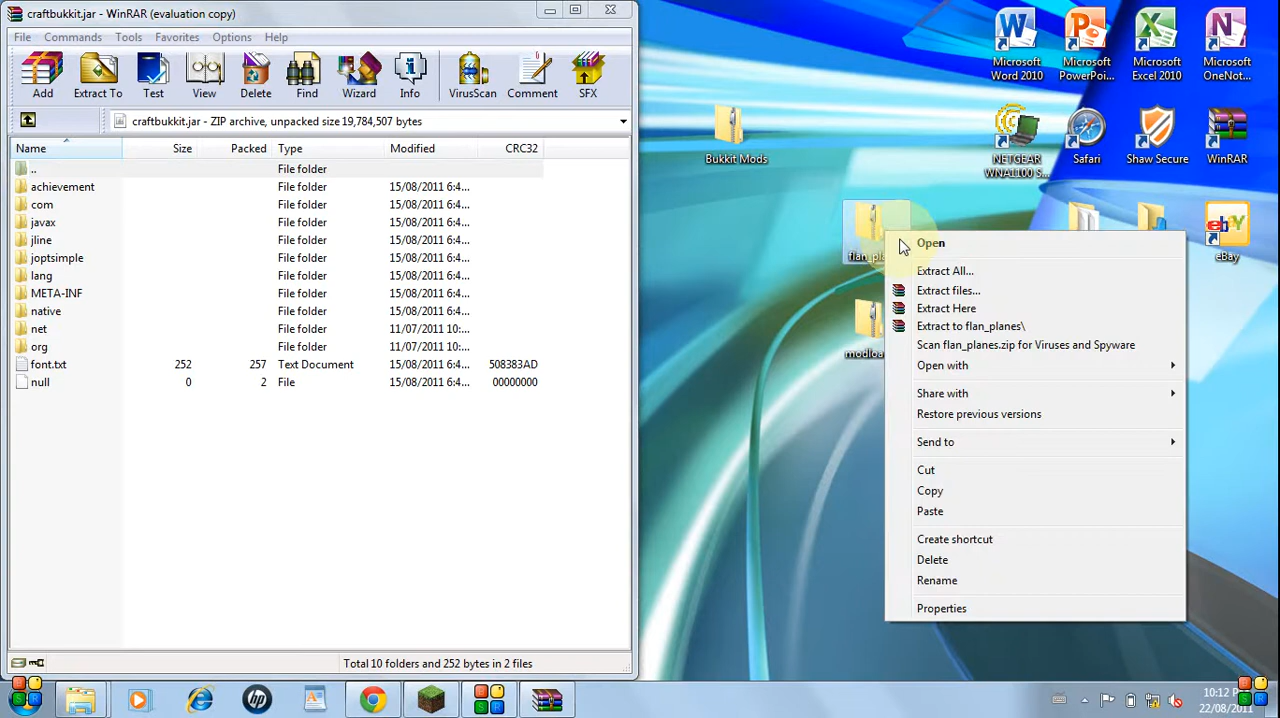 craftbukkit.jar - WinRAR (evaluation copy)
File Commands Tools Favorites Options Help
Add Extract To Test View Delete Find Wizard Info VirusScan Comment SFX
craftbukkit.jar - ZIP archive, unpacked size 19,784,507 bytes
Name Size Packed Type Modified CRC32
.. File folder
achievement File folder 15/08/2011 6:4...
com File folder 15/08/2011 6:4...
javax File folder 15/08/2011 6:4...
jline File folder 15/08/2011 6:4...
joptsimple File folder 15/08/2011 6:4...
lang File folder 15/08/2011 6:4...
META-INF File folder 15/08/2011 6:4...
native File folder 15/08/2011 6:4...
net File folder 11/07/2011 10:...
org File folder 11/07/2011 10:...
font.txt 252 257 Text Document 15/08/2011 6:4... 508383AD
null 0 2 File 15/08/2011 6:4... 00000000
Total 10 folders and 252 bytes in 2 files
Microsoft Word 2010
Microsoft PowerPoi...
Microsoft Excel 2010
Microsoft OneNot...
Bukkit Mods
NETGEAR WNA1100 S...
Safari
Shaw Secure
WinRAR
flan_pla
eBay
modloa
Open
Extract All...
Extract files...
Extract Here
Extract to flan_planes\
Scan flan_planes.zip for Viruses and Spyware
Open with
Share with
Restore previous versions
Send to
Cut
Copy
Paste
Create shortcut
Delete
Rename
Properties
10:12 P
22/08/2011